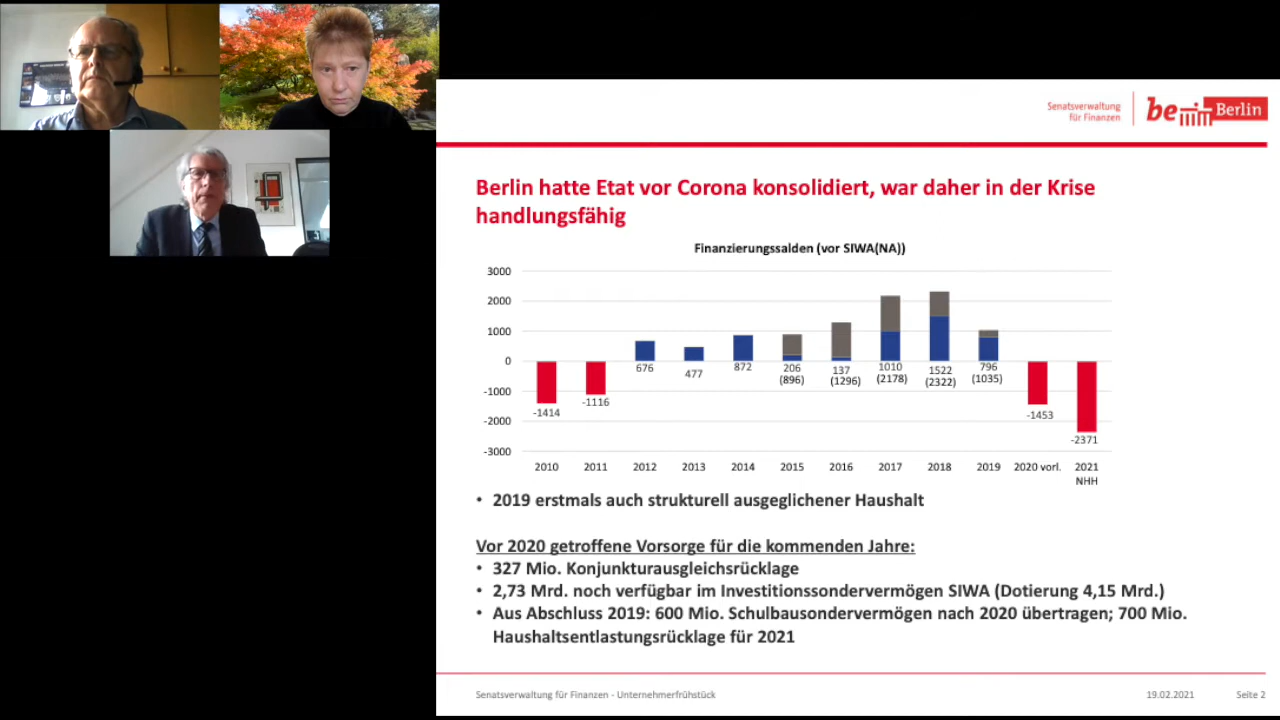 Senatsverwaltung
für Finanzen
be Berlin
Berlin hatte Etat vor Corona konsolidiert, war daher in der Krise
handlungsfähig
Finanzierungssalden (vor SIWA(NA))
3000
2000
1000
0
-1000
-2000
-3000
-1414
-1116
676
477
872
206
(896)
137
(1296)
1010
(2178)
1522
(2322)
796
(1035)
-1453
-2371
2010 2011 2012 2013 2014 2015 2016 2017 2018 2019 2020 vorl. 2021
NHH
• 2019 erstmals auch strukturell ausgeglichener Haushalt
Vor 2020 getroffene Vorsorge für die kommenden Jahre:
• 327 Mio. Konjunkturausgleichsrücklage
• 2,73 Mrd. noch verfügbar im Investitionssondervermögen SIWA (Dotierung 4,15 Mrd.)
• Aus Abschluss 2019: 600 Mio. Schulbausondervermögen nach 2020 übertragen; 700 Mio.
Haushaltsentlastungsrücklage für 2021
Senatsverwaltung für Finanzen - Unternehmerfrühstück 19.02.2021 Seite 2